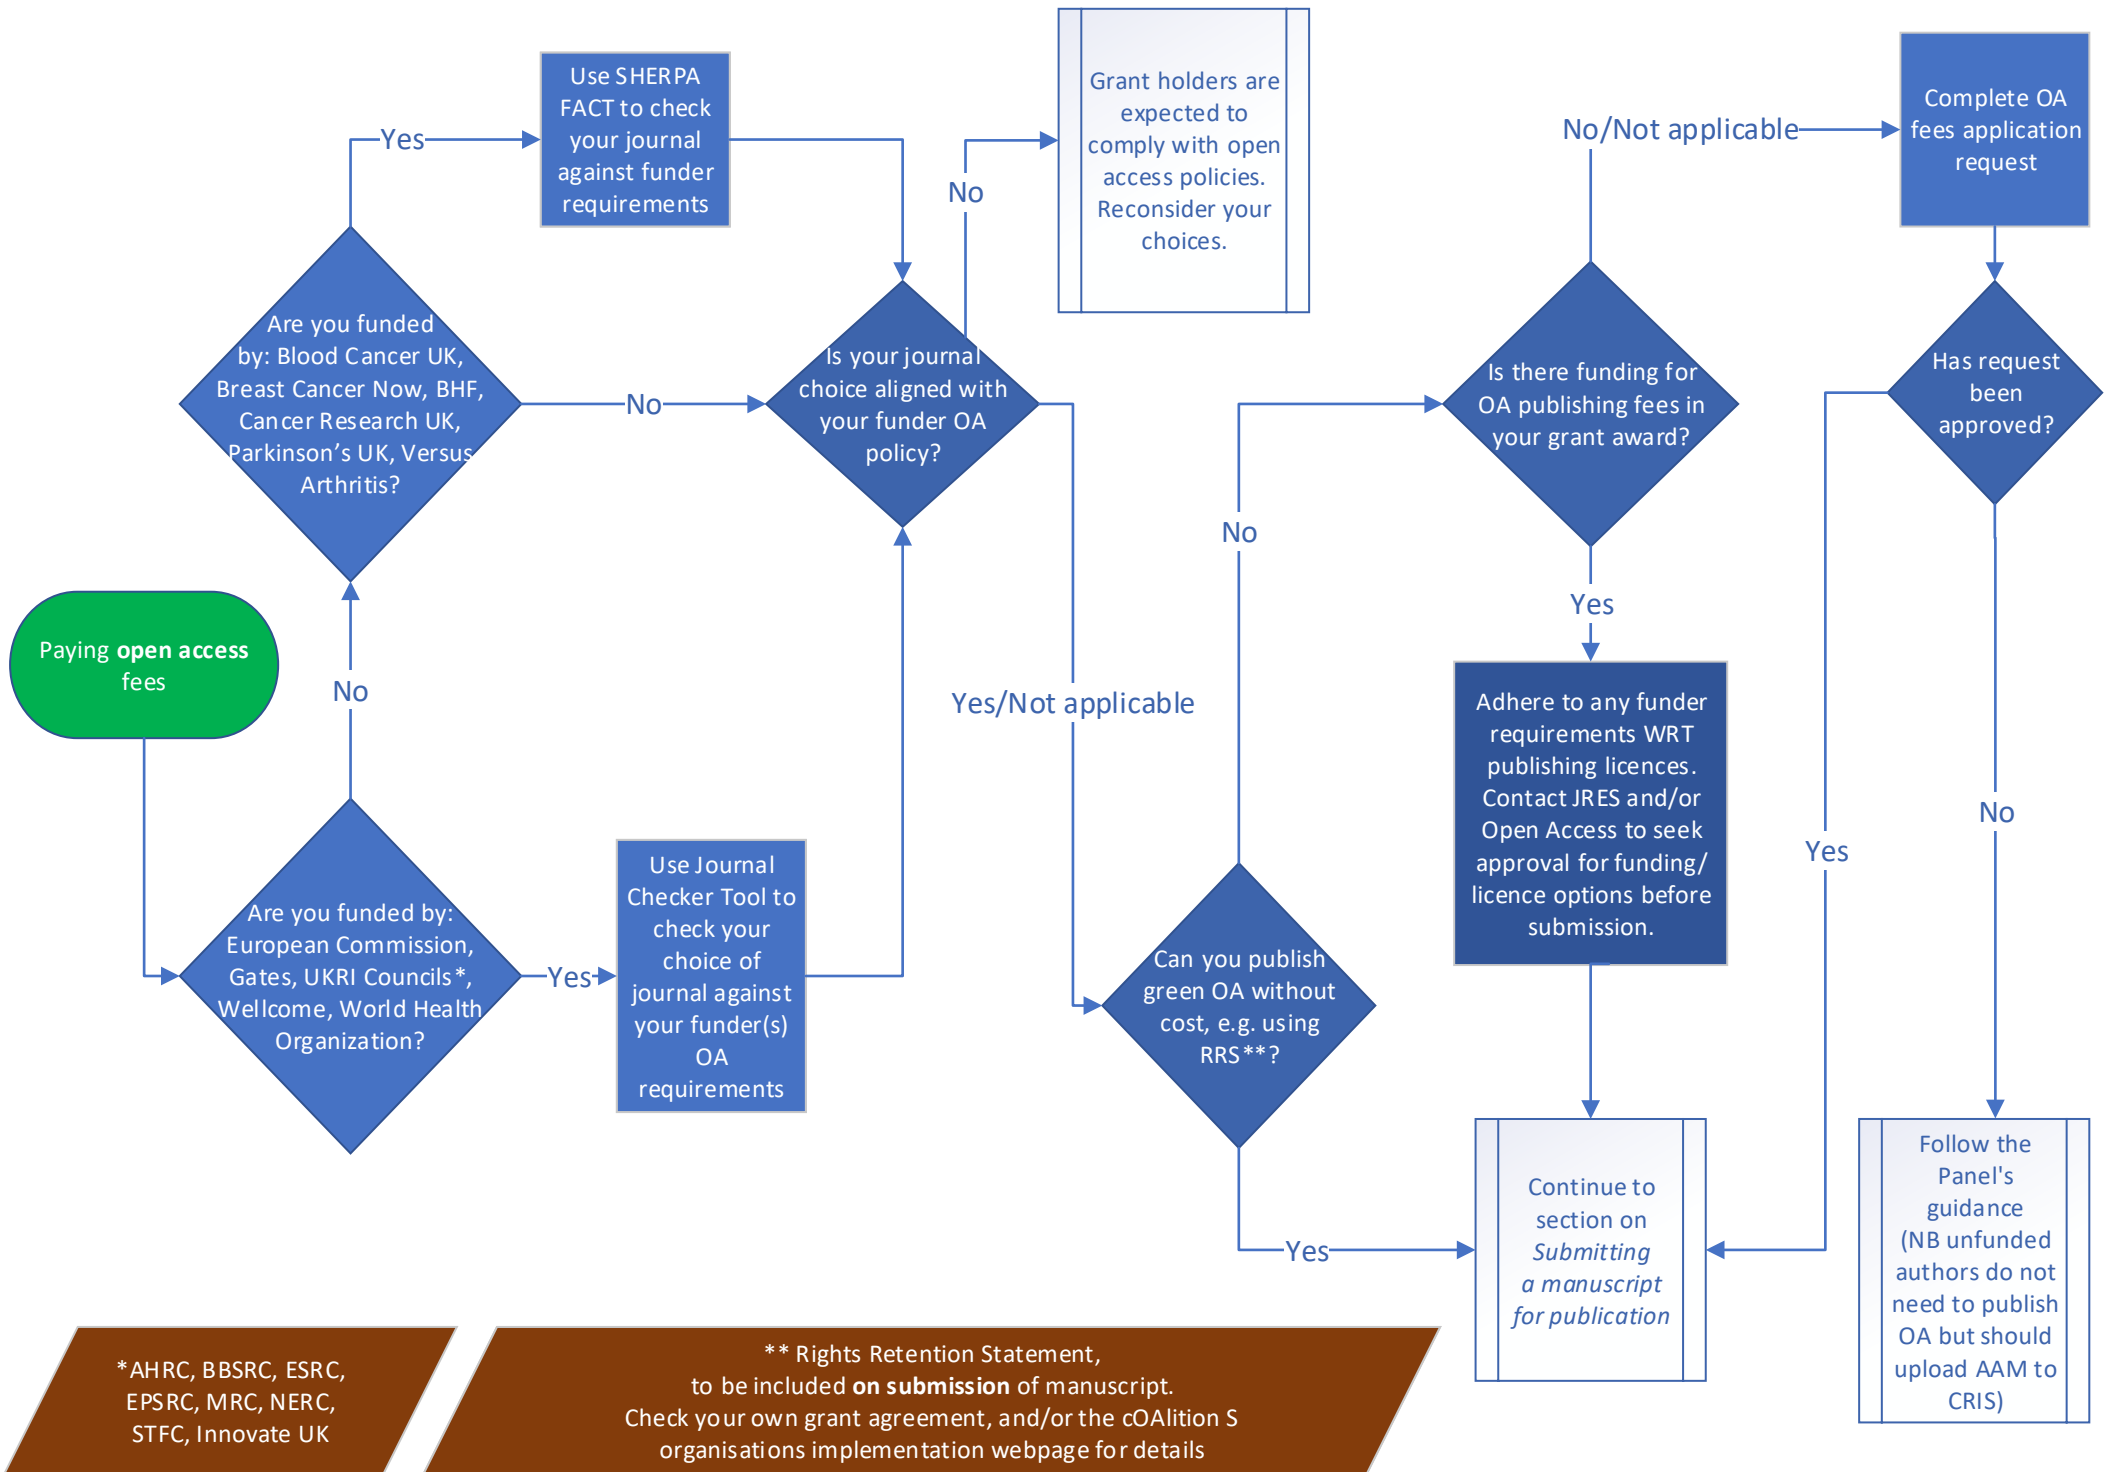 Paying open access
fees
Are you funded by:
European Commission,
Gates, UKRI Councils*,
Wellcome, World Health
Organization?
No
Yes
Are you funded
by: Blood Cancer UK,
Breast Cancer Now, BHF,
Cancer Research UK,
Parkinson’s UK, Versus
Arthritis?
Yes
No
Use SHERPA
FACT to check
your journal
against funder
requirements
Use Journal
Checker Tool to
check your
choice of
journal against
your funder(s)
OA
requirements
Is your journal
choice aligned with
your funder OA
policy?
No
Grant holders are
expected to
comply with open
access policies.
Reconsider your
choices.
Yes/Not applicable
Can you publish
green OA without
cost, e.g. using
RRS**?
No
Yes
Is there funding for
OA publishing fees in
your grant award?
No/Not applicable
Yes
Adhere to any funder
requirements WRT
publishing licences.
Contact JRES and/or
Open Access to seek
approval for funding/
licence options before
submission.
Continue to
section on
Submitting
a manuscript
for publication
Complete OA
fees application
request
Has request
been
approved?
Yes
No
Follow the
Panel's
guidance
(NB unfunded
authors do not
need to publish
OA but should
upload AAM to
CRIS)
*AHRC, BBSRC, ESRC,
EPSRC, MRC, NERC,
STFC, Innovate UK
** Rights Retention Statement,
to be included on submission of manuscript.
Check your own grant agreement, and/or the cOAlition S
organisations implementation webpage for details